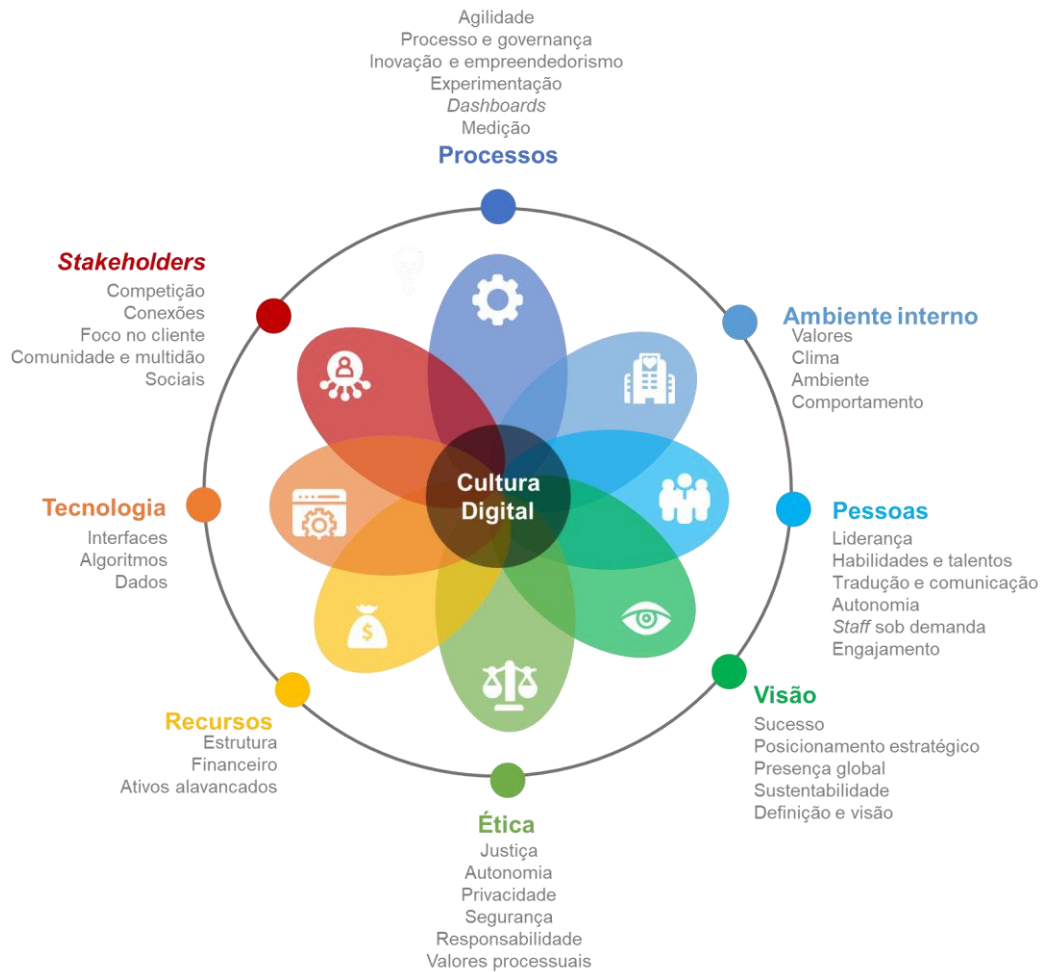 Agilidade
Processo e governança
Inovação e empreendedorismo
Experimentação
Dashboards
Medição
Processos
Stakeholders
Competição
Conexões
Foco no cliente
Comunidade e multidão
Sociais
Ambiente interno
Valores
Clima
Ambiente
Comportamento
Cultura
Digital
Tecnologia
Interfaces
Algoritmos
Dados
Pessoas
Liderança
Habilidades e talentos
Tradução e comunicação
Autonomia
Staff sob demanda
Engajamento
Recursos
Estrutura
Financeiro
Ativos alavancados
$
Visão
Sucesso
Posicionamento estratégico
Presença global
Sustentabilidade
Definição e visão
Ética
Justiça
Autonomia
Privacidade
Segurança
Responsabilidade
Valores processuais